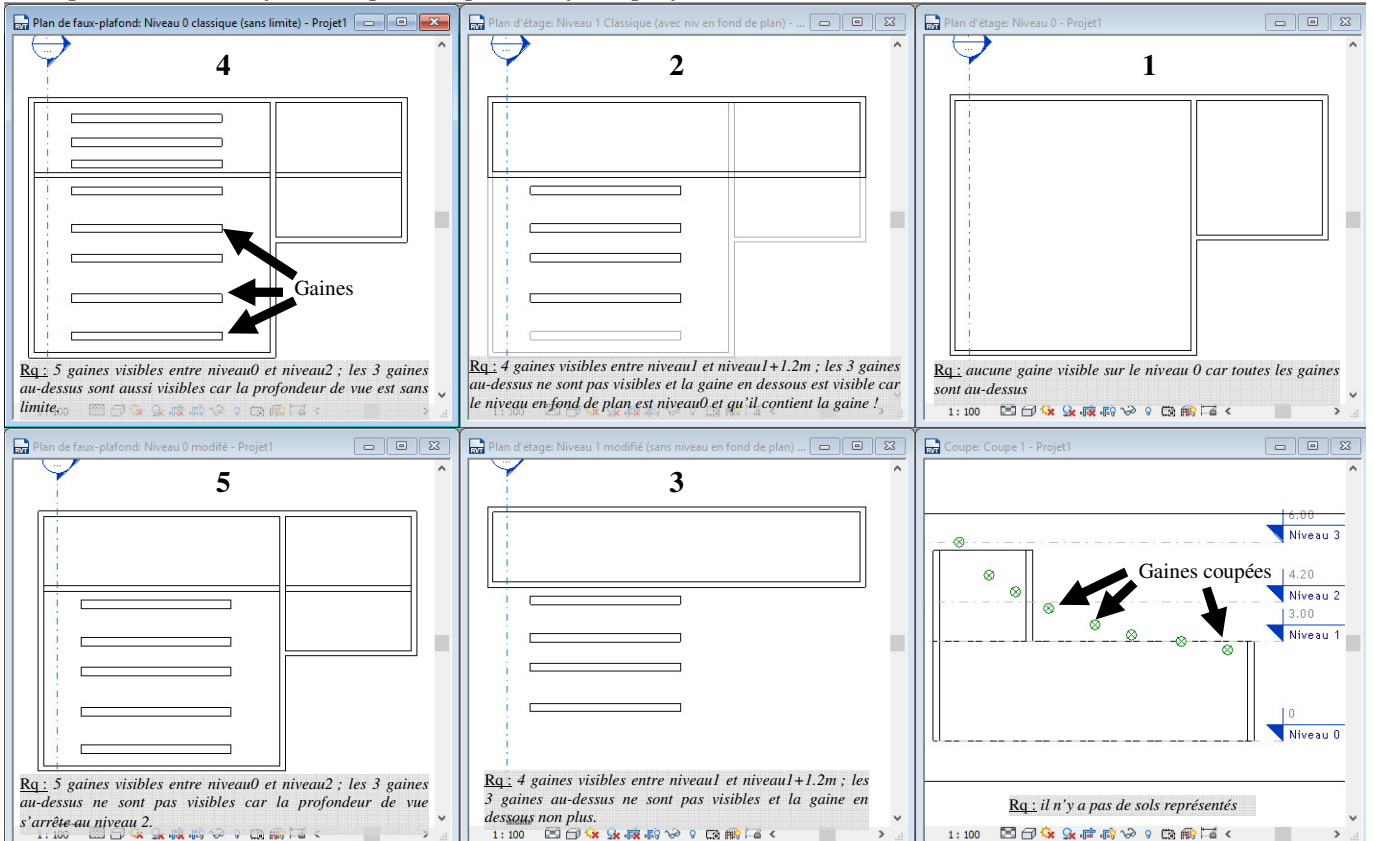 Plan de faux-plafond: Niveau 0 classique (sans limite) - Projet1
4
Gaines
Rq : 5 gaines visibles entre niveau0 et niveau2 ; les 3 gaines
au-dessus sont aussi visibles car la profondeur de vue est sans
limite.
Plan d'étage: Niveau 1 Classique (avec niv en fond de plan) - ...
2
Rq : 4 gaines visibles entre niveau1 et niveau1+1.2m ; les 3 gaines
au-dessus ne sont pas visibles et la gaine en dessous est visible car
le niveau en fond de plan est niveau0 et qu'il contient la gaine !
1 : 100
Plan d'étage: Niveau 0 - Projet1
1
Rq : aucune gaine visible sur le niveau 0 car toutes les gaines
sont au-dessus
1 : 100
Plan de faux-plafond: Niveau 0 modifé - Projet1
5
Rq : 5 gaines visibles entre niveau0 et niveau2 ; les 3 gaines
au-dessus ne sont pas visibles car la profondeur de vue
s'arrête au niveau 2.
1 : 100
Plan d'étage: Niveau 1 modifié (sans niveau en fond de plan) ...
3
Rq : 4 gaines visibles entre niveau1 et niveau1+1.2m ; les
3 gaines au-dessus ne sont pas visibles et la gaine en
dessous non plus.
1 : 100
Coupe: Coupe 1 - Projet1
6.00
Niveau 3
Gaines coupées
4.20
Niveau 2
3.00
Niveau 1
0
Niveau 0
Rq : il n'y a pas de sols représentés
1 : 100